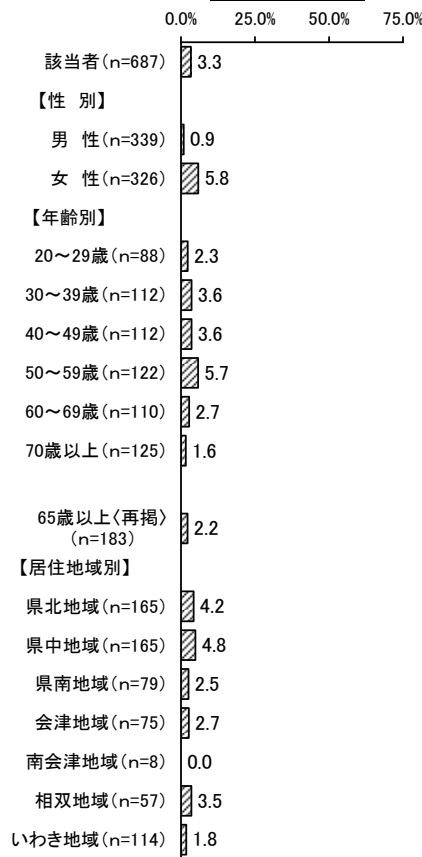 0.0% 25.0% 50.0% 75.0%
該当者(n=687) 3.3
【性 別】
男 性(n=339) 0.9
女 性(n=326) 5.8
【年齢別】
20～29歳(n=88) 2.3
30～39歳(n=112) 3.6
40～49歳(n=112) 3.6
50～59歳(n=122) 5.7
60～69歳(n=110) 2.7
70歳以上(n=125) 1.6
65歳以上〈再掲〉
(n=183) 2.2
【居住地域別】
県北地域(n=165) 4.2
県中地域(n=165) 4.8
県南地域(n=79) 2.5
会津地域(n=75) 2.7
南会津地域(n=8) 0.0
相双地域(n=57) 3.5
いわき地域(n=114) 1.8